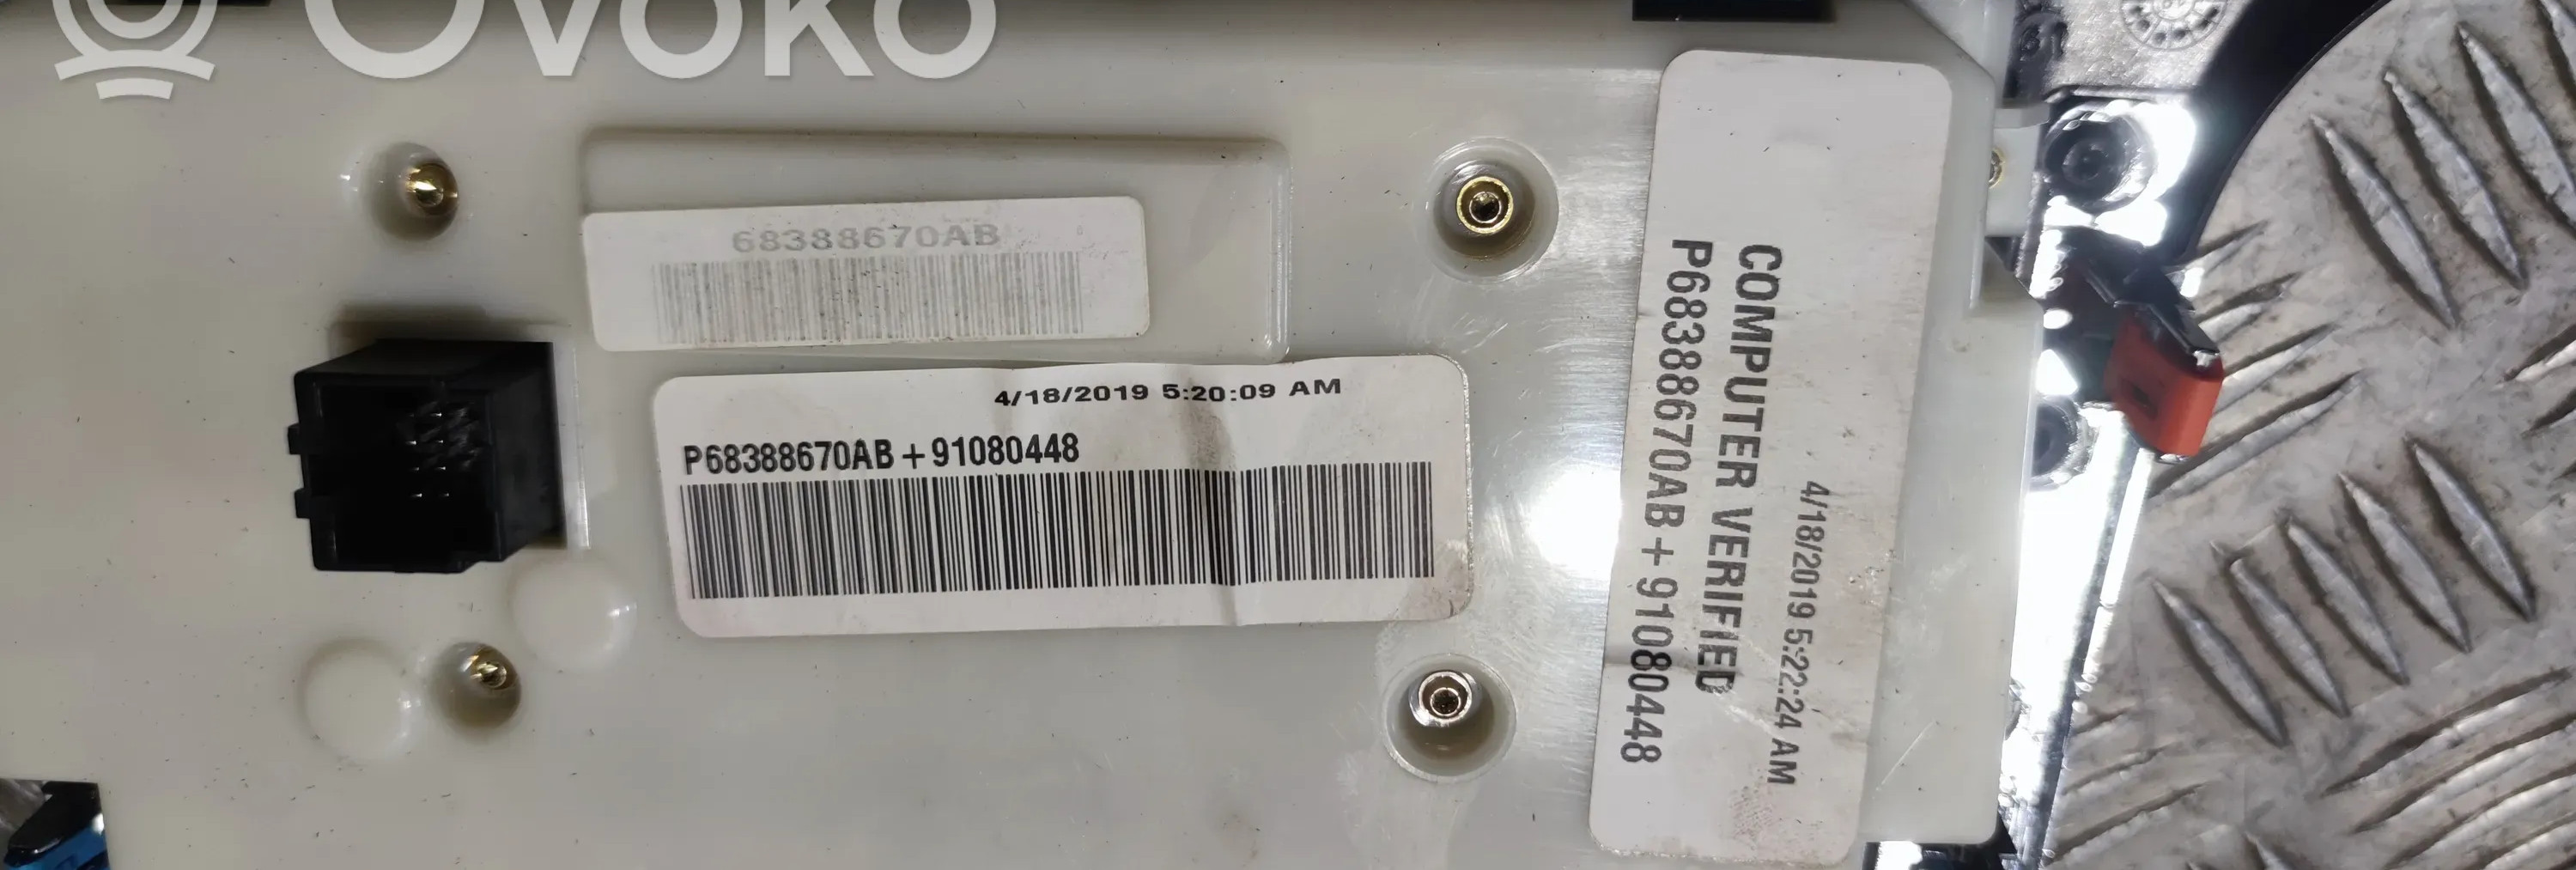 OVOKO
68388670AB
4/18/2019 5:20:09 AM
P68388670AB+91080448
4/18/2019 5:22:24 AM
COMPUTER VERIFIED
P68388670AB+91080448